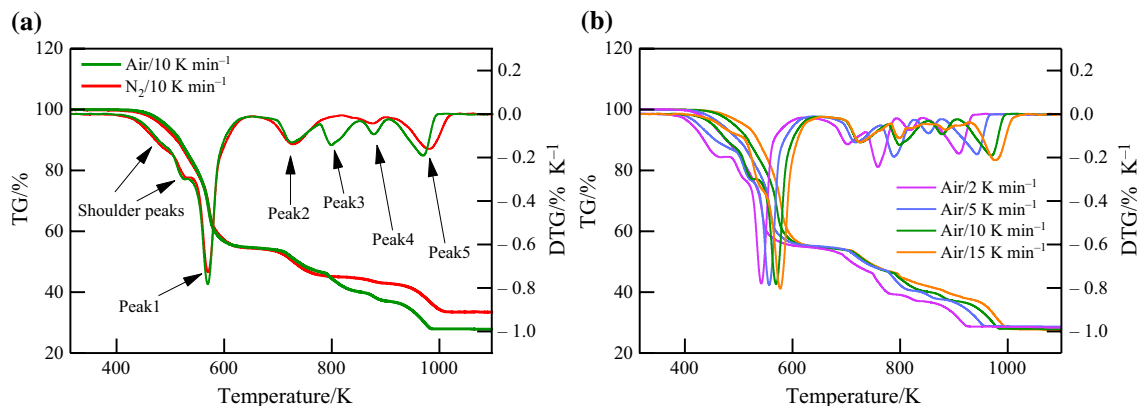 (a)
120
100
80
60
40
20
TG/%
Air/10 K min⁻¹
N₂/10 K min⁻¹
Shoulder peaks
Peak1
Peak2
Peak3
Peak4
Peak5
0.2
0.0
– 0.2
– 0.4
– 0.6
– 0.8
– 1.0
DTG/% K⁻¹
400
600
800
1000
Temperature/K
(b)
120
100
80
60
40
20
TG/%
Air/2 K min⁻¹
Air/5 K min⁻¹
Air/10 K min⁻¹
Air/15 K min⁻¹
0.2
0.0
– 0.2
– 0.4
– 0.6
– 0.8
– 1.0
DTG/% K⁻¹
400
600
800
1000
Temperature/K